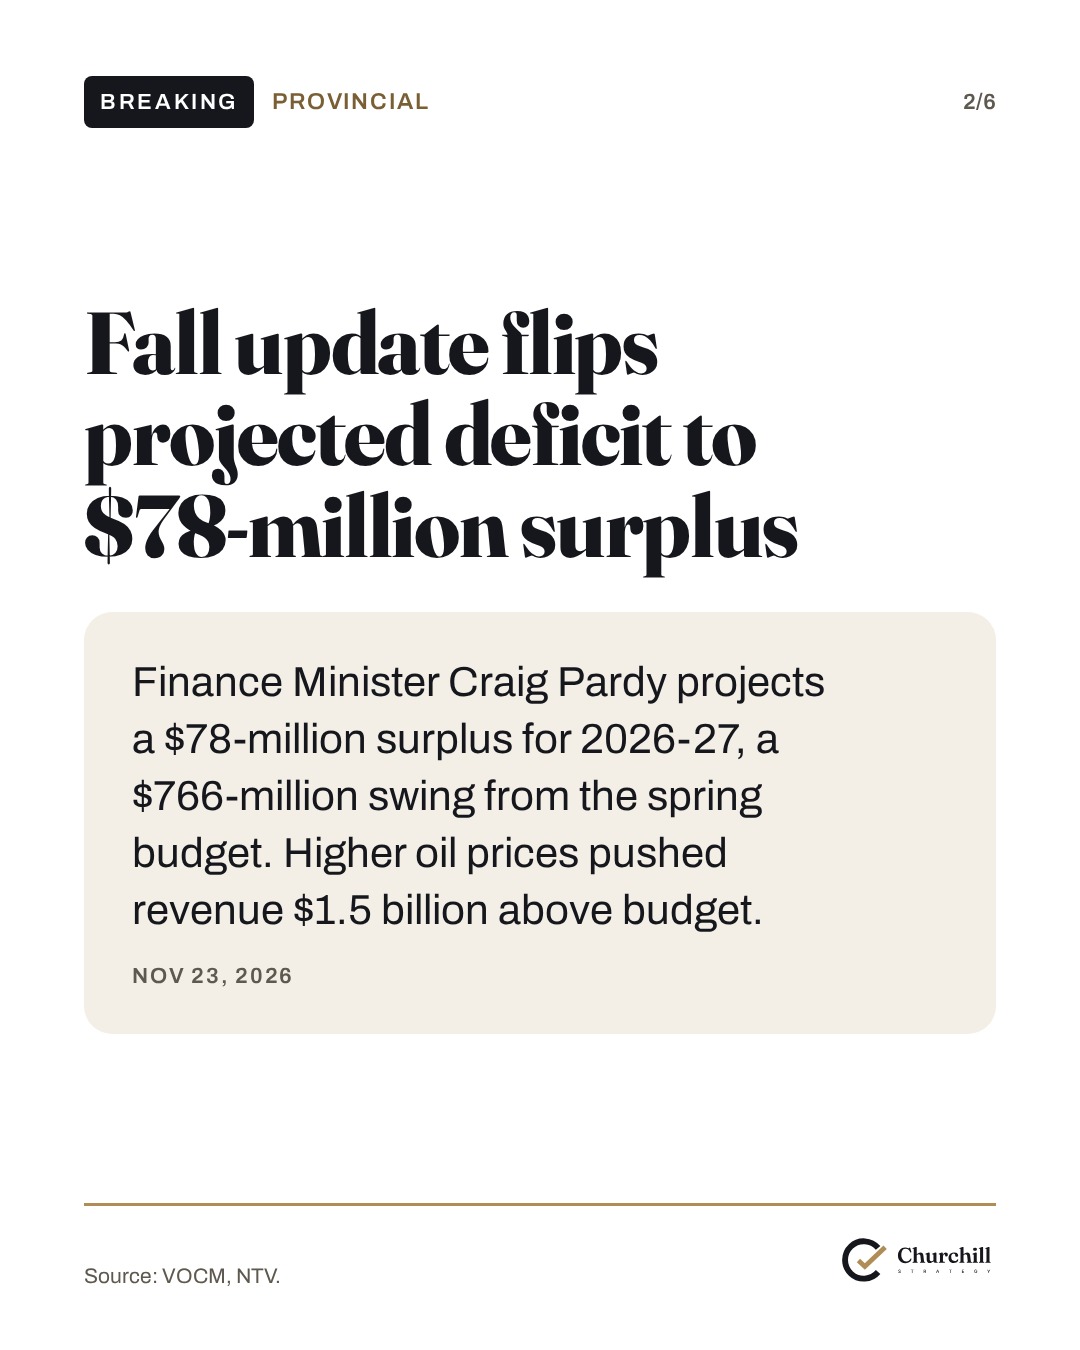 BREAKING PROVINCIAL 2/6
Fall update flips
projected deficit to
$78-million surplus
Finance Minister Craig Pardy projects
a $78-million surplus for 2026-27, a
$766-million swing from the spring
budget. Higher oil prices pushed
revenue $1.5 billion above budget.
NOV 23, 2026
Source: VOCM, NTV.
Churchill
STRATEGY